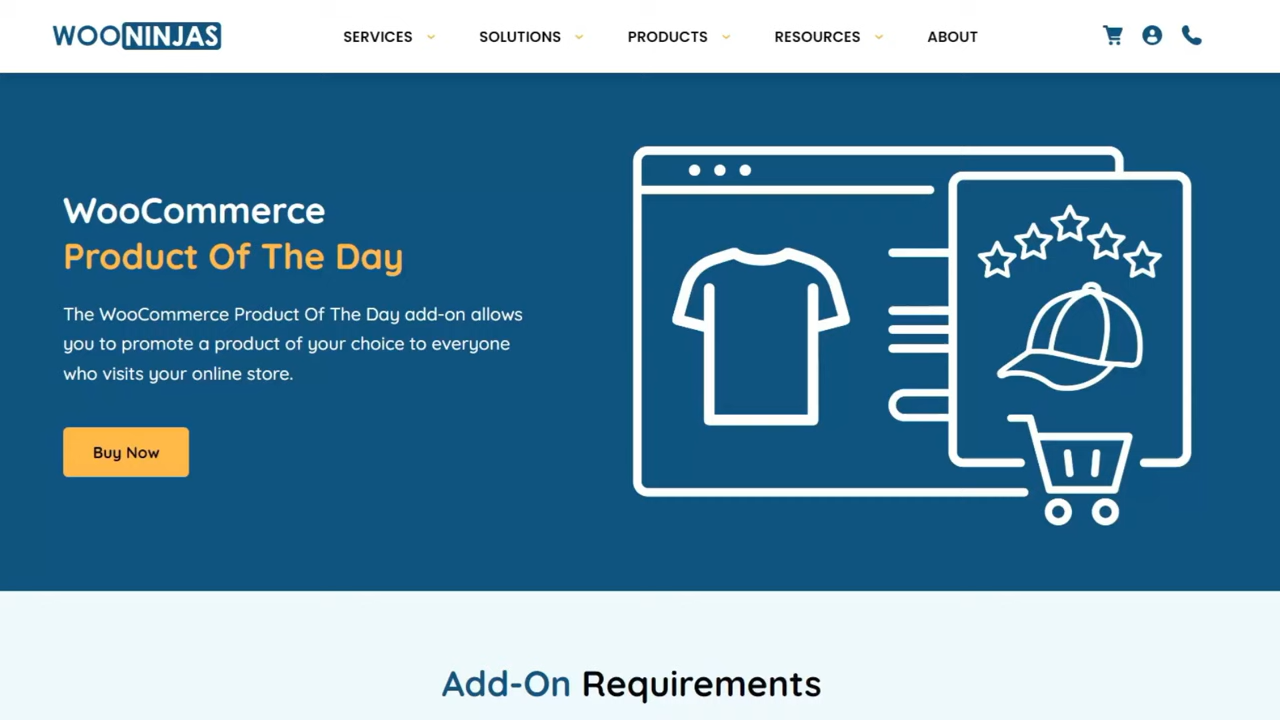 WOONINJAS
SERVICES
SOLUTIONS
PRODUCTS
RESOURCES
ABOUT
WooCommerce
Product Of The Day
The WooCommerce Product Of The Day add-on allows
you to promote a product of your choice to everyone
who visits your online store.
Buy Now
Add-On Requirements